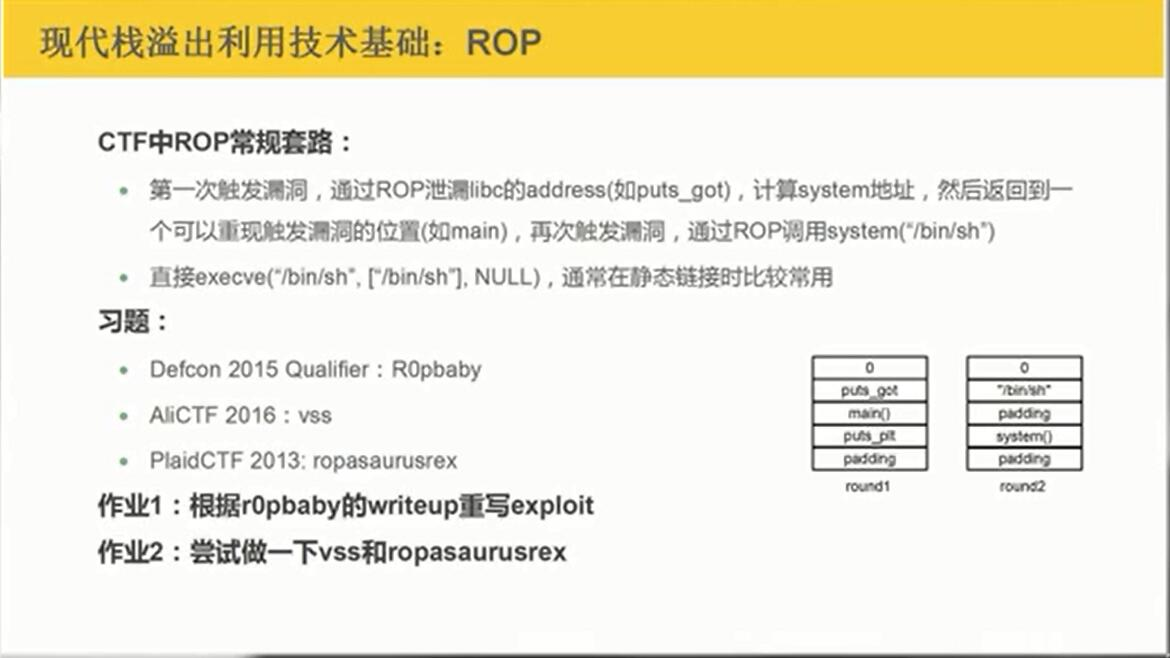 现代栈溢出利用技术基础：ROP
CTF中ROP常规套路：
第一次触发漏洞，通过ROP泄漏libc的address(如puts_got)，计算system地址，然后返回到一
个可以重现触发漏洞的位置(如main)，再次触发漏洞，通过ROP调用system(“/bin/sh”)
直接execve(“/bin/sh”, [“/bin/sh”], NULL)，通常在静态链接时比较常用
习题：
Defcon 2015 Qualifier：R0pbaby
AliCTF 2016：vss
PlaidCTF 2013: ropasaurusrex
作业1：根据r0pbaby的writeup重写exploit
作业2：尝试做一下vss和ropasaurusrex
0
puts_got
main()
puts_plt
padding
round1
0
"/bin/sh"
padding
system()
padding
round2